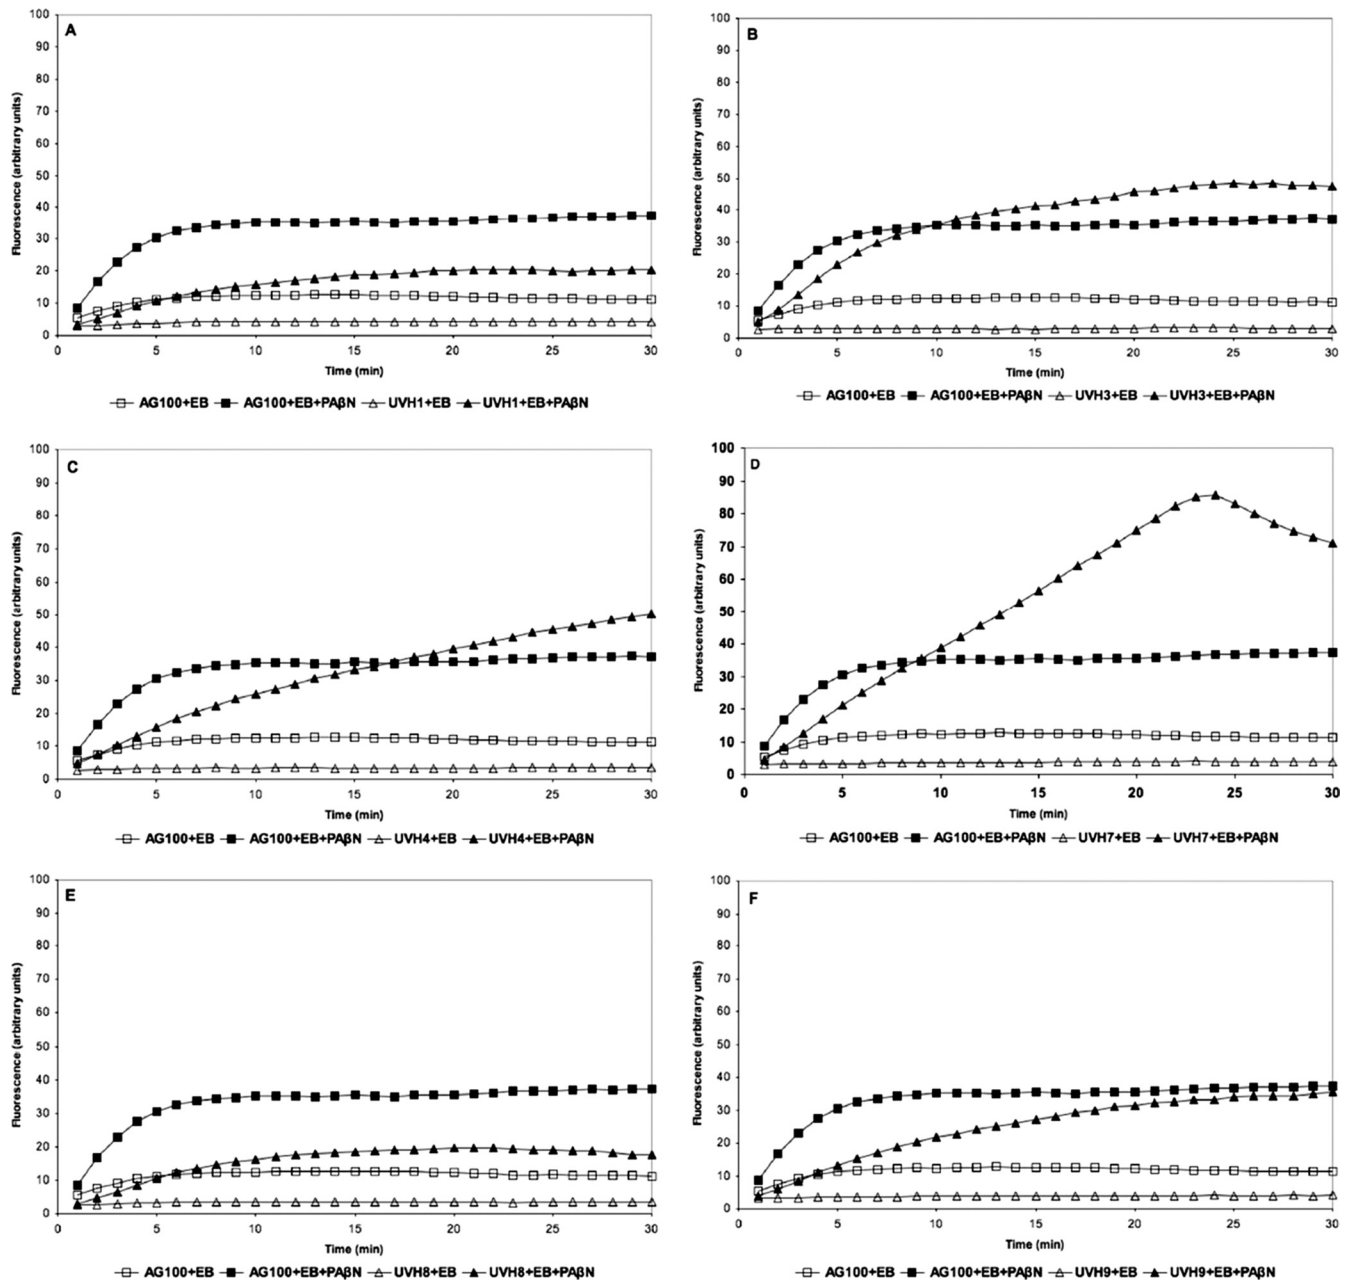 A
Fluorescence (arbitrary units)
100
90
80
70
60
50
40
30
20
10
0
0 5 10 15 20 25 30
Time (min)
AG100+EB AG100+EB+PAβN UVH1+EB UVH1+EB+PAβN
B
Fluorescence (arbitrary units)
100
90
80
70
60
50
40
30
20
10
0
0 5 10 15 20 25 30
Time (min)
AG100+EB AG100+EB+PAβN UVH3+EB UVH3+EB+PAβN
C
Fluorescence (arbitrary units)
100
90
80
70
60
50
40
30
20
10
0
0 5 10 15 20 25 30
Time (min)
AG100+EB AG100+EB+PAβN UVH4+EB UVH4+EB+PAβN
D
Fluorescence (arbitrary units)
100
90
80
70
60
50
40
30
20
10
0
0 5 10 15 20 25 30
Time (min)
AG100+EB AG100+EB+PAβN UVH7+EB UVH7+EB+PAβN
E
Fluorescence (arbitrary units)
100
90
80
70
60
50
40
30
20
10
0
0 5 10 15 20 25 30
Time (min)
AG100+EB AG100+EB+PAβN UVH8+EB UVH8+EB+PAβN
F
Fluorescence (arbitrary units)
100
90
80
70
60
50
40
30
20
10
0
0 5 10 15 20 25 30
Time (min)
AG100+EB AG100+EB+PAβN UVH9+EB UVH9+EB+PAβN